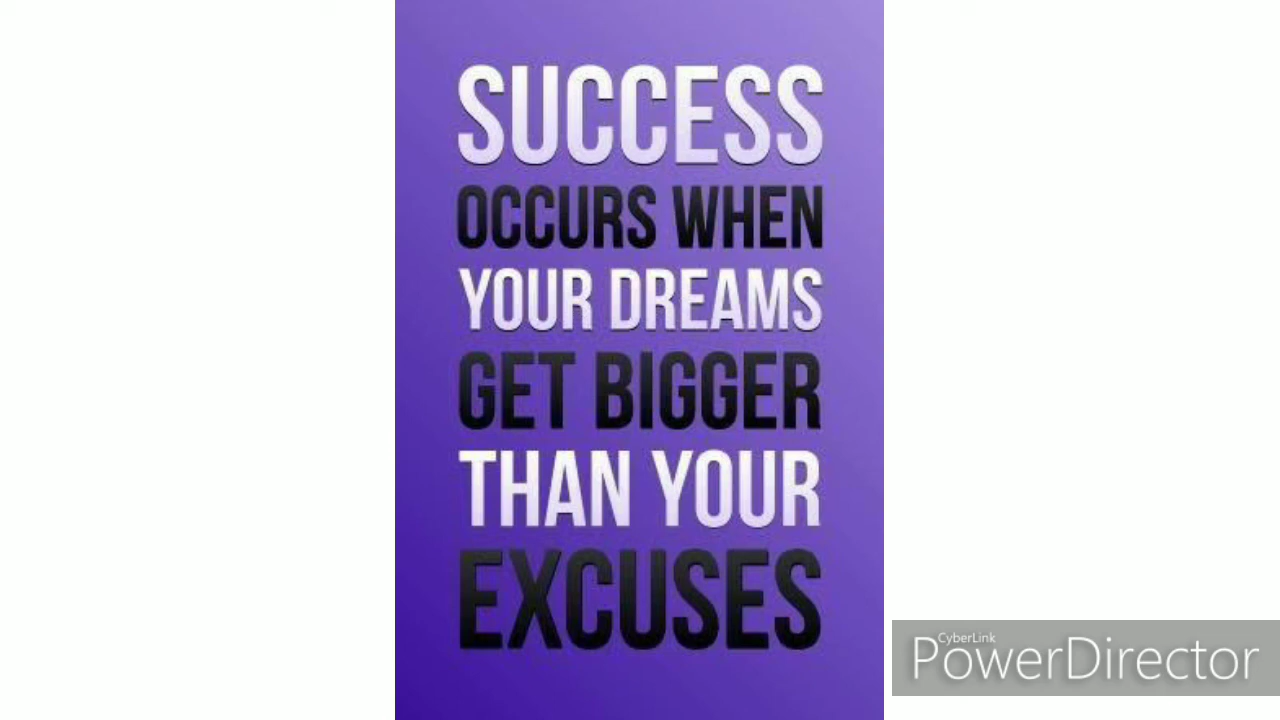 SUCCESS
OCCURS WHEN
YOUR DREAMS
GET BIGGER
THAN YOUR
EXCUSES
CyberLink
PowerDirector